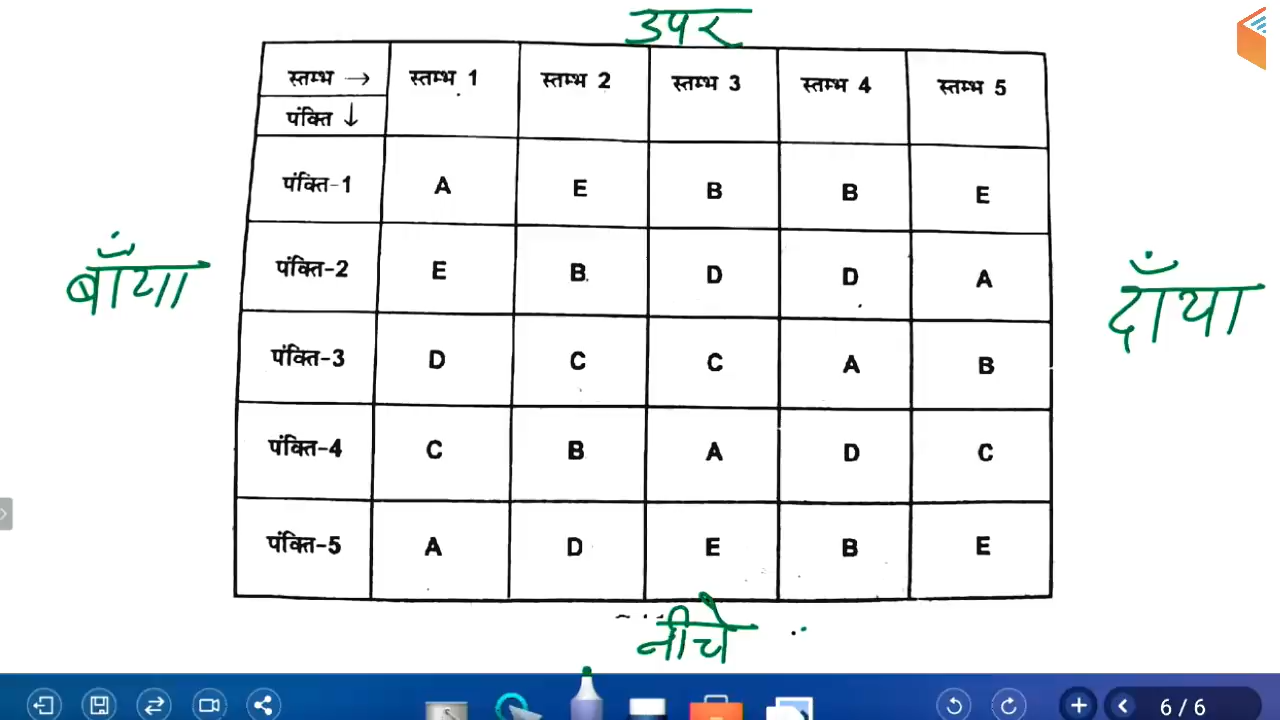 उपर
स्तम्भ → स्तम्भ 1 स्तम्भ 2 स्तम्भ 3 स्तम्भ 4 स्तम्भ 5
पंक्ति ↓
पंक्ति-1 A E B B E
बाँया
पंक्ति-2 E B D D A
दाँया
पंक्ति-3 D C C A B
पंक्ति-4 C B A D C
पंक्ति-5 A D E B E
नीचे
6 / 6